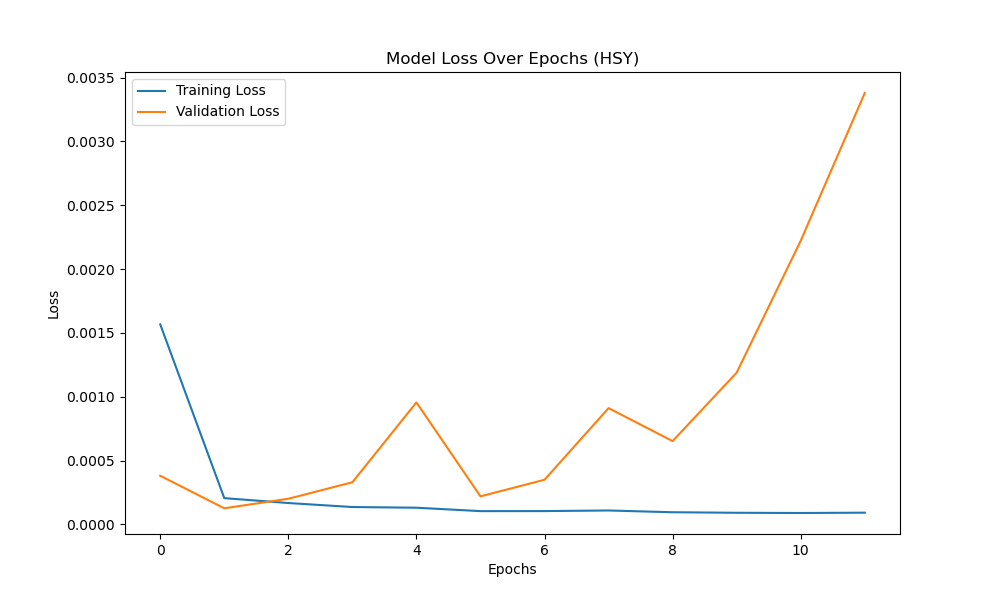 Model Loss Over Epochs (HSY)
Training Loss
Validation Loss
0.0035
0.0030
0.0025
0.0020
0.0015
0.0010
0.0005
0.0000
Loss
0 2 4 6 8 10
Epochs